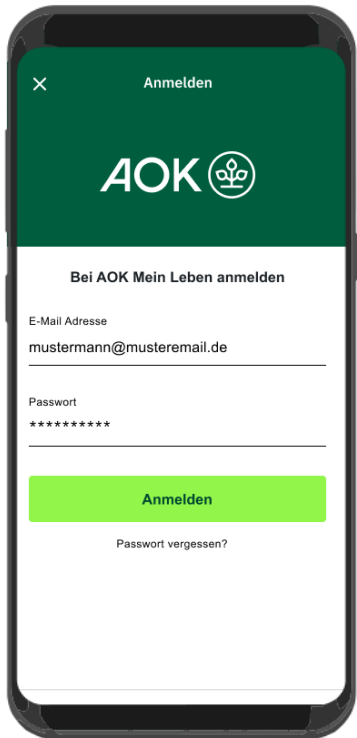 Anmelden
AOK
Bei AOK Mein Leben anmelden
E-Mail Adresse
mustermann@musteremail.de
Passwort
**********
Anmelden
Passwort vergessen?